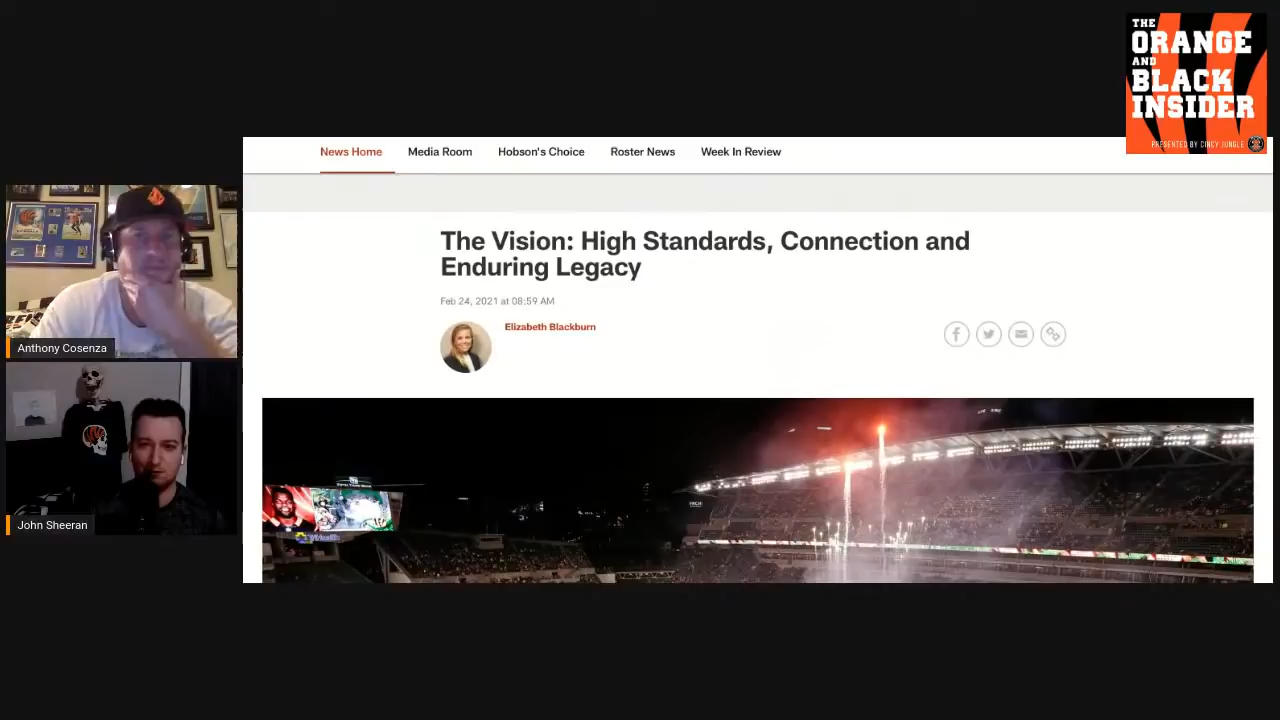 THE
ORANGE
AND
BLACK
INSIDER
PRESENTED BY CINCY JUNGLE
News Home Media Room Hobson's Choice Roster News Week In Review
The Vision: High Standards, Connection and
Enduring Legacy
Feb 24, 2021 at 08:59 AM
Elizabeth Blackburn
Anthony Cosenza
John Sheeran